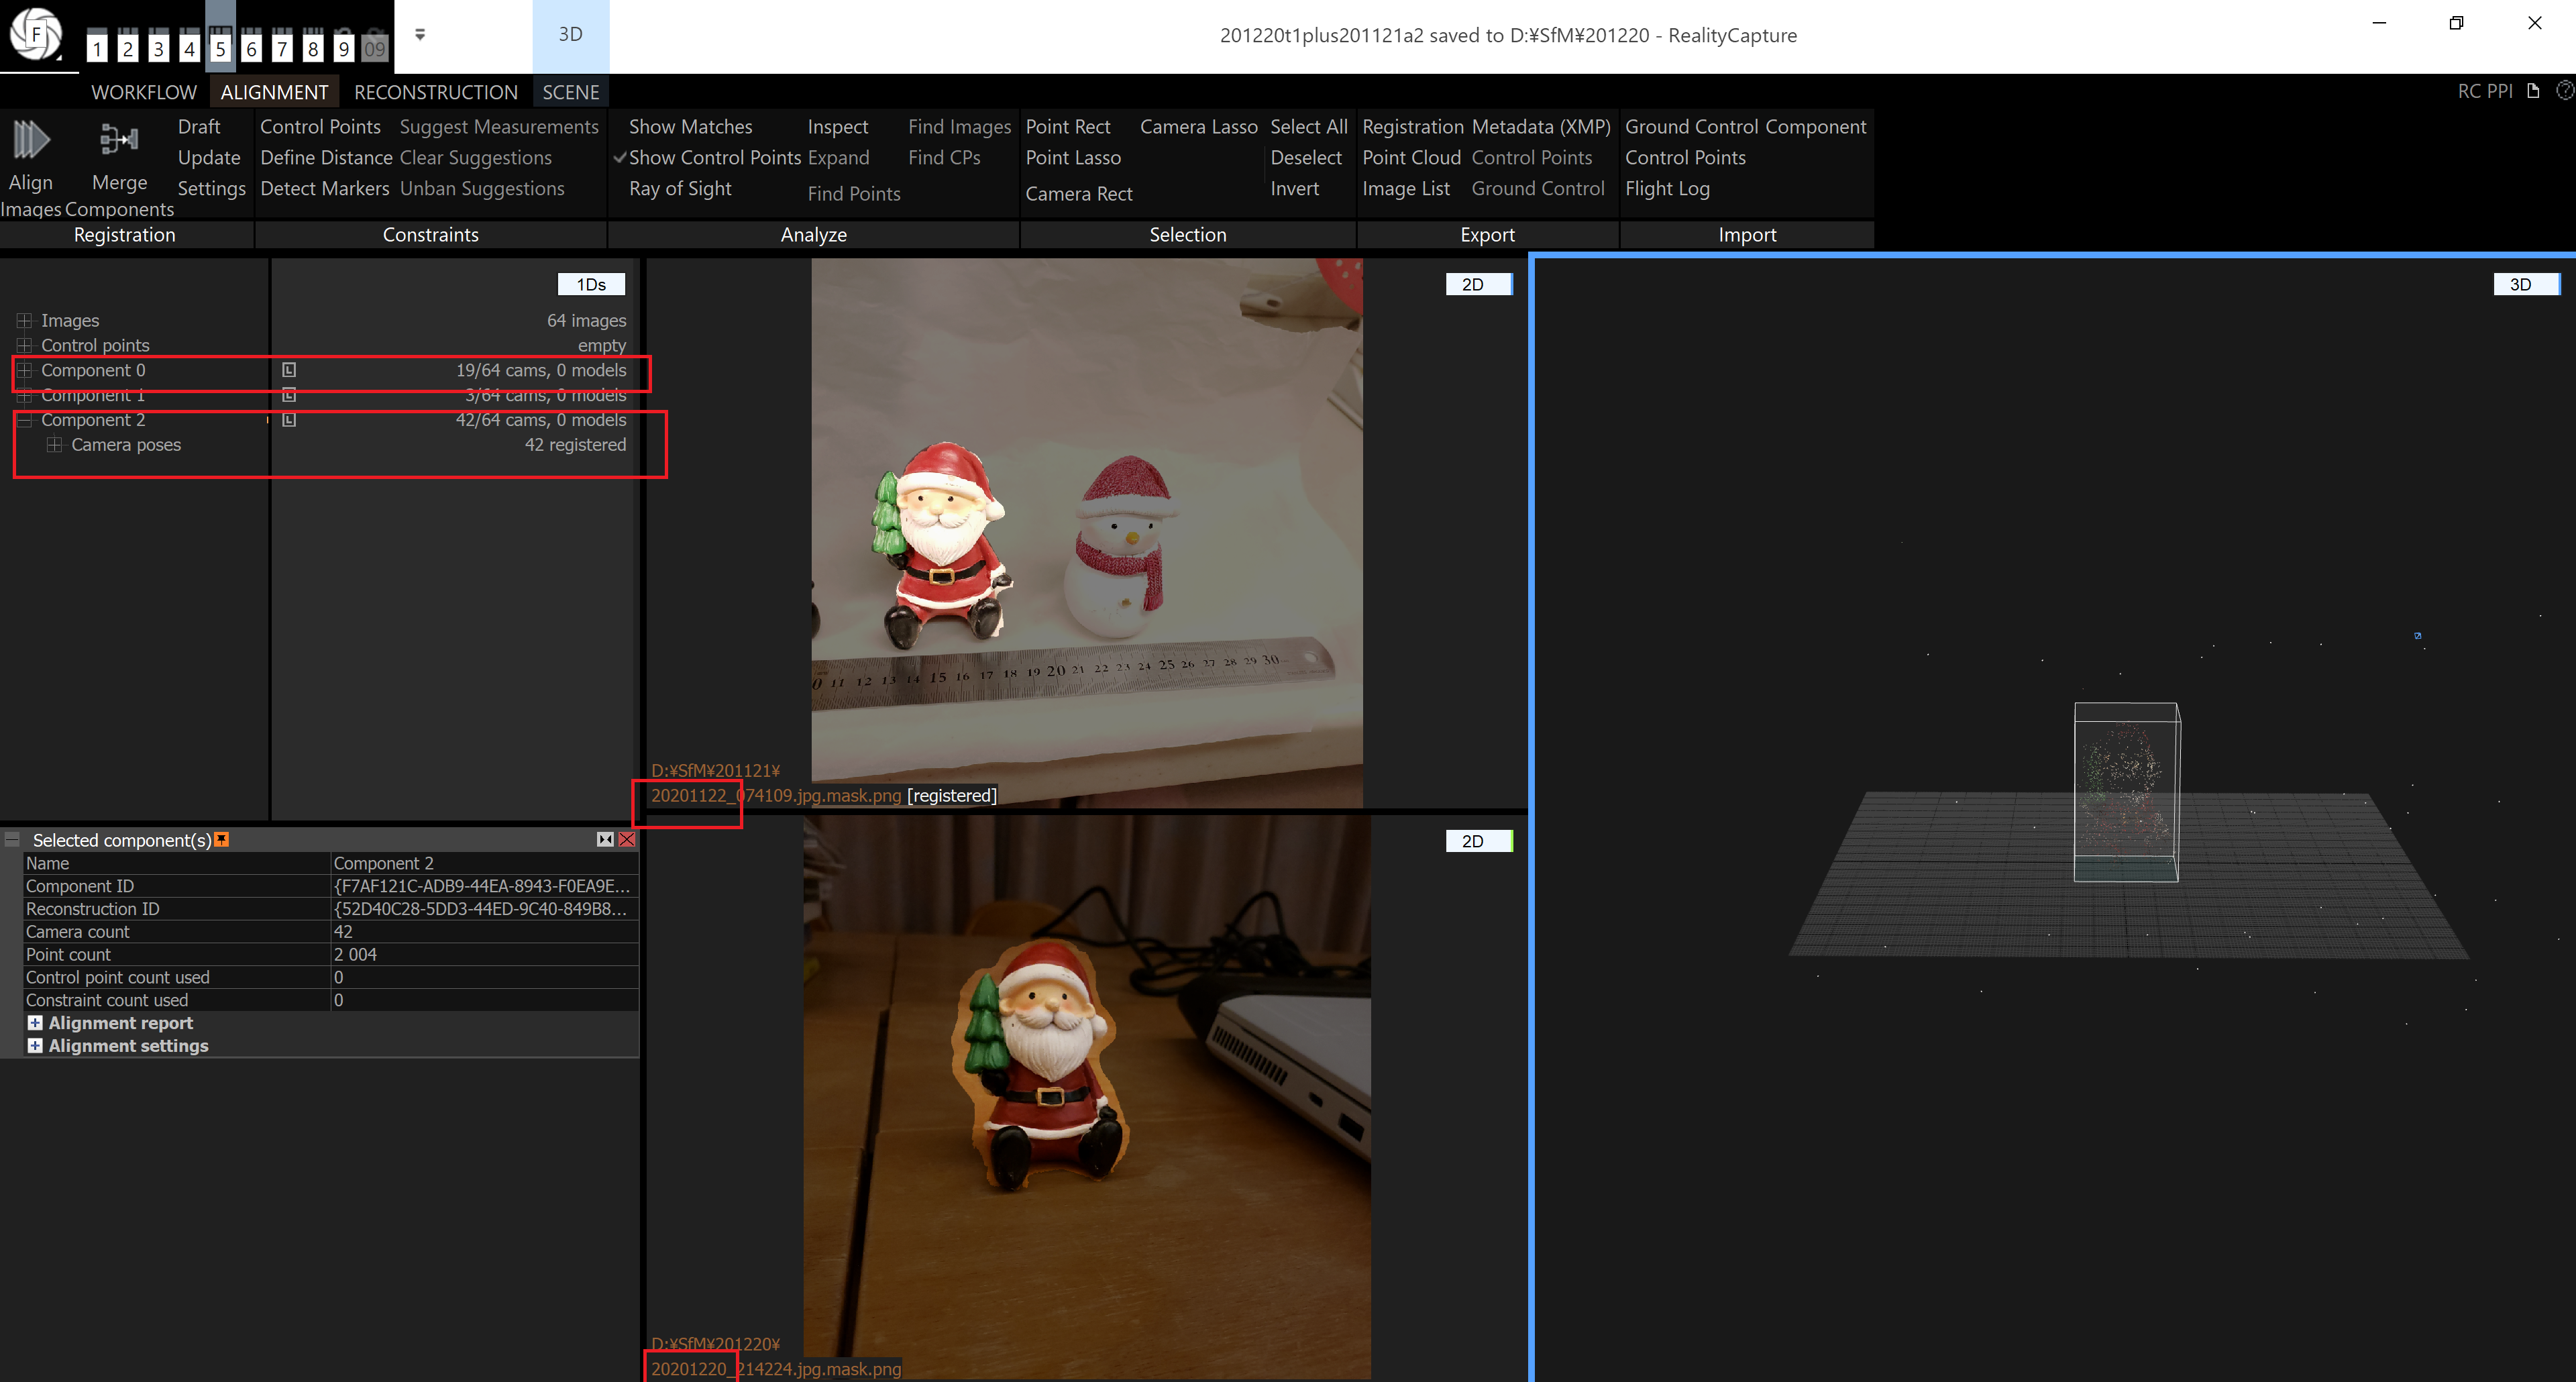 F
1 2 3 4 5 6 7 8 9 09
3D
201220t1plus201121a2 saved to D:¥SfM¥201220 - RealityCapture
WORKFLOW ALIGNMENT RECONSTRUCTION SCENE
RC PPI
Align Images
Merge Components
Draft
Update
Settings
Registration
Control Points
Define Distance
Detect Markers
Suggest Measurements
Clear Suggestions
Unban Suggestions
Constraints
Show Matches
Show Control Points
Ray of Sight
Inspect
Expand
Find Points
Find Images
Find CPs
Analyze
Point Rect
Point Lasso
Camera Rect
Camera Lasso
Select All
Deselect
Invert
Selection
Registration
Point Cloud
Image List
Metadata (XMP)
Control Points
Ground Control
Export
Ground Control
Control Points
Flight Log
Component
Import
1Ds
Images 64 images
Control points empty
Component 0 L 19/64 cams, 0 models
Component 1 L 3/64 cams, 0 models
Component 2 L 42/64 cams, 0 models
Camera poses 42 registered
Selected component(s)
Name Component 2
Component ID {F7AF121C-ADB9-44EA-8943-F0EA9E...
Reconstruction ID {52D40C28-5DD3-44ED-9C40-849B8...
Camera count 42
Point count 2 004
Control point count used 0
Constraint count used 0
Alignment report
Alignment settings
2D
0 11 12 13 14 15 16 17 18 19 20 21 22 23 24 25 26 27 28 29 30
D:¥SfM¥201121¥
20201122_074109.jpg.mask.png [registered]
2D
D:¥SfM¥201220¥
20201220_214224.jpg.mask.png
3D